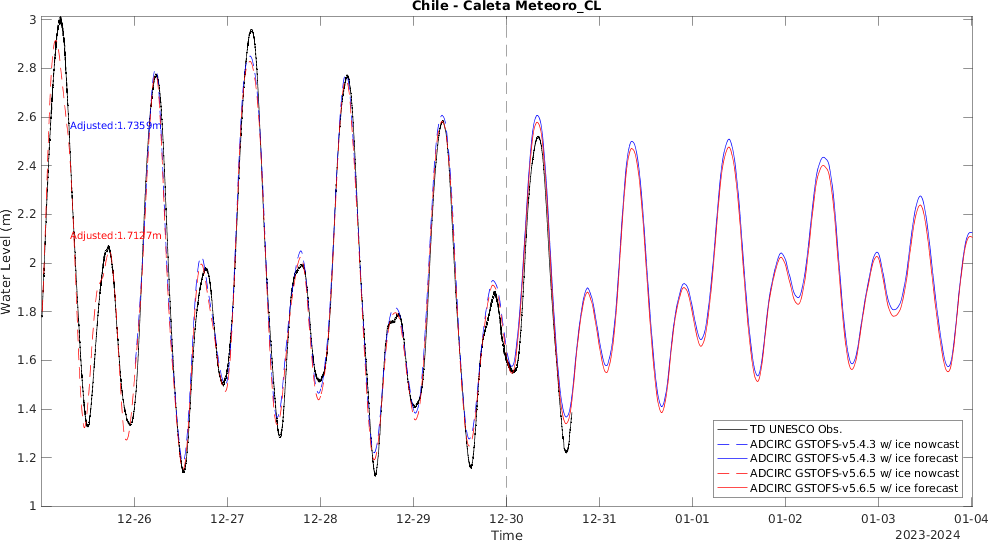 Chile - Caleta Meteoro_CL
Water Level (m)
3
2.8
2.6
2.4
2.2
2
1.8
1.6
1.4
1.2
1
Adjusted:1.7359m
Adjusted:1.7127m
TD UNESCO Obs.
ADCIRC GSTOFS-v5.4.3 w/ ice nowcast
ADCIRC GSTOFS-v5.4.3 w/ ice forecast
ADCIRC GSTOFS-v5.6.5 w/ ice nowcast
ADCIRC GSTOFS-v5.6.5 w/ ice forecast
12-26 12-27 12-28 12-29 12-30 12-31 01-01 01-02 01-03 01-04
Time
2023-2024